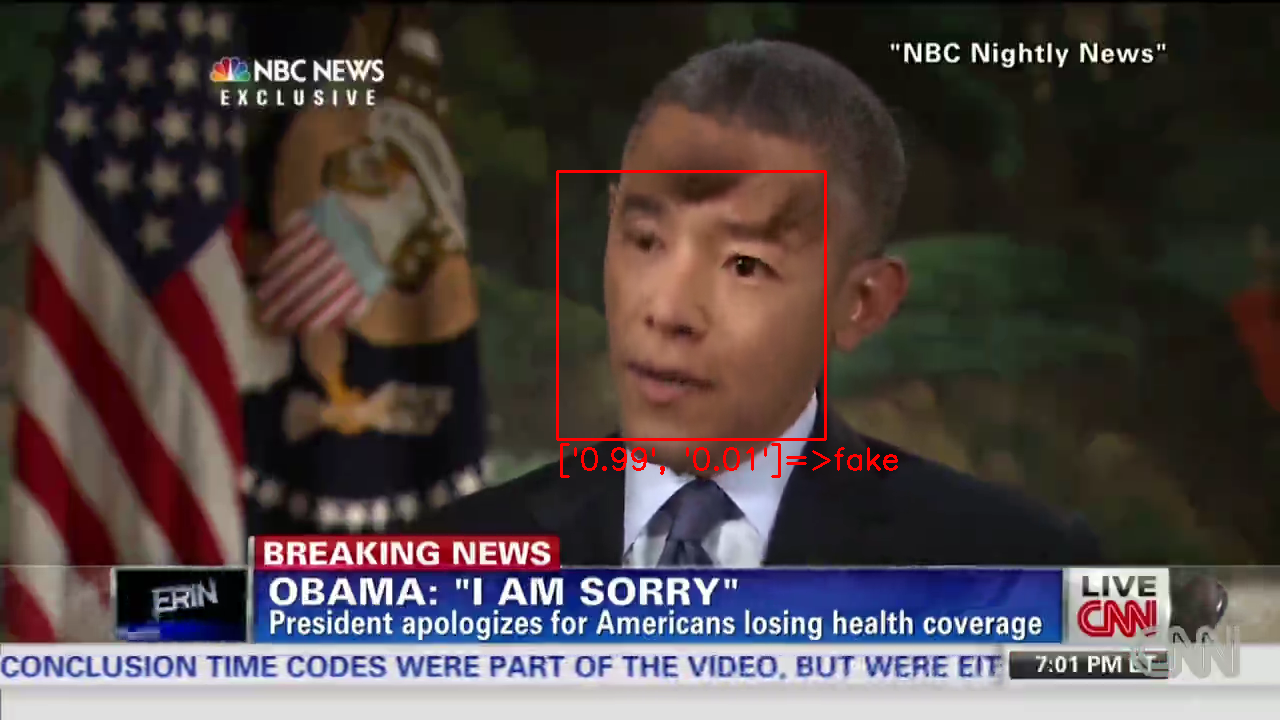 NBC NEWS
EXCLUSIVE
"NBC Nightly News"
['0.99', '0.01']=>fake
BREAKING NEWS
ERIN
OBAMA: "I AM SORRY"
President apologizes for Americans losing health coverage
LIVE
CNN
CONCLUSION TIME CODES WERE PART OF THE VIDEO, BUT WERE EIT
7:01 PM ET
CNN